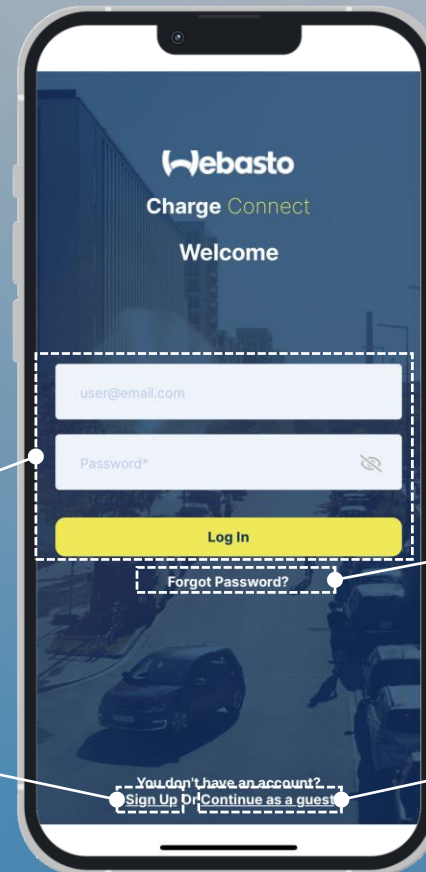 Webasto
Charge Connect
Welcome
user@email.com
Password*
Log In
Forgot Password?
You don't have an account?
Sign Up Or Continue as a guest